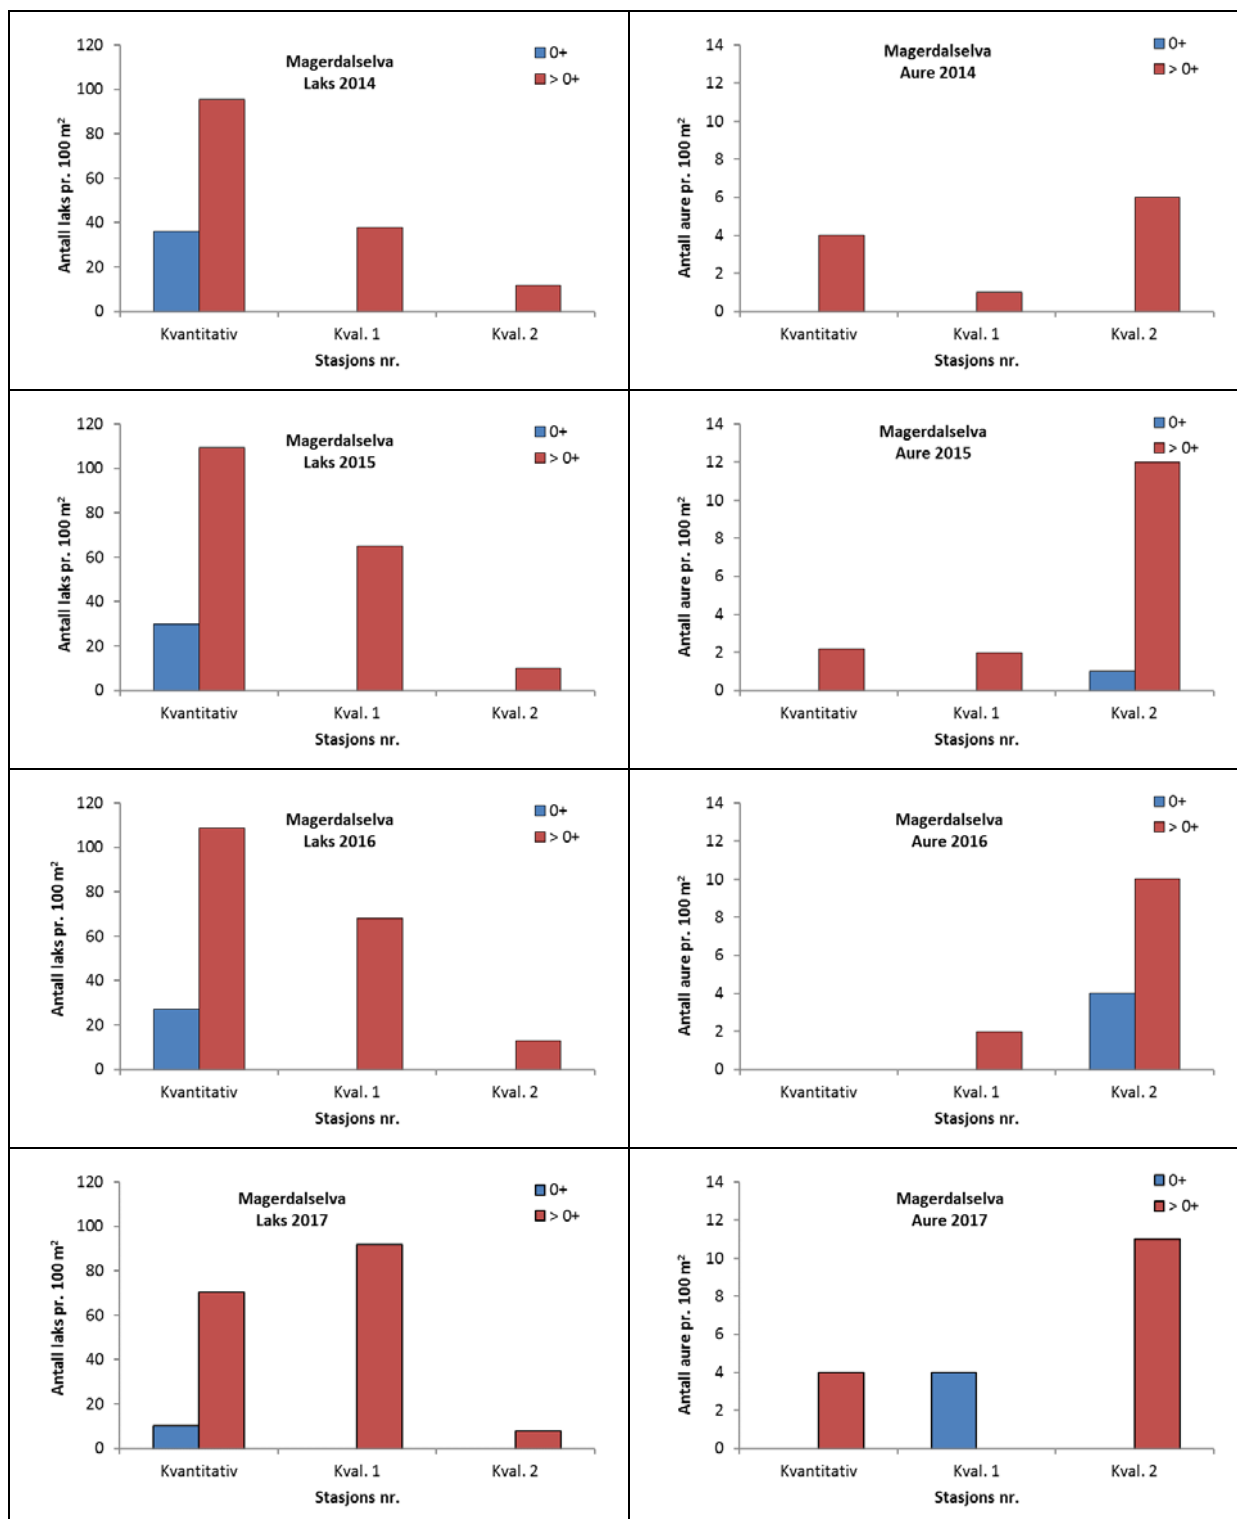 Magerdalselva
Laks 2014
0+
> 0+
Antall laks pr. 100 m²
120
100
80
60
40
20
0
Kvantitativ Kval. 1 Kval. 2
Stasjons nr.
Magerdalselva
Aure 2014
0+
> 0+
Antall aure pr. 100 m²
14
12
10
8
6
4
2
0
Kvantitativ Kval. 1 Kval. 2
Stasjons nr.
Magerdalselva
Laks 2015
0+
> 0+
Antall laks pr. 100 m²
120
100
80
60
40
20
0
Kvantitativ Kval. 1 Kval. 2
Stasjons nr.
Magerdalselva
Aure 2015
0+
> 0+
Antall aure pr. 100 m²
14
12
10
8
6
4
2
0
Kvantitativ Kval. 1 Kval. 2
Stasjons nr.
Magerdalselva
Laks 2016
0+
> 0+
Antall laks pr. 100 m²
120
100
80
60
40
20
0
Kvantitativ Kval. 1 Kval. 2
Stasjons nr.
Magerdalselva
Aure 2016
0+
> 0+
Antall aure pr. 100 m²
14
12
10
8
6
4
2
0
Kvantitativ Kval. 1 Kval. 2
Stasjons nr.
Magerdalselva
Laks 2017
0+
> 0+
Antall laks pr. 100 m²
120
100
80
60
40
20
0
Kvantitativ Kval. 1 Kval. 2
Stasjons nr.
Magerdalselva
Aure 2017
0+
> 0+
Antall aure pr. 100 m²
14
12
10
8
6
4
2
0
Kvantitativ Kval. 1 Kval. 2
Stasjons nr.